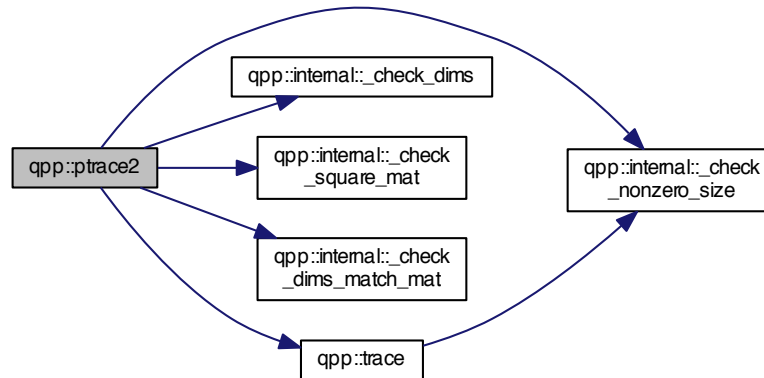 qpp::internal::_check_dims
qpp::ptrace2
qpp::internal::_check
_square_mat
qpp::internal::_check
_nonzero_size
qpp::internal::_check
_dims_match_mat
qpp::trace